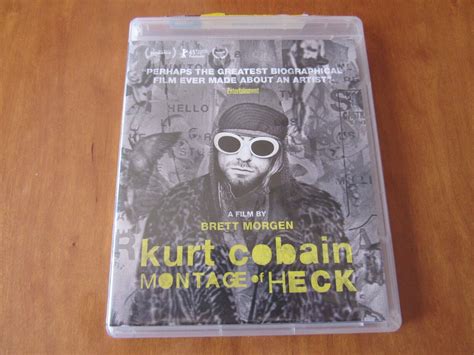 "PERHAPS THE GREATEST BIOGRAPHICAL
FILM EVER MADE ABOUT AN ARTIST"
Entertainment
HELLO
A FILM BY
BRETT MORGEN
kurt cobain
MONTAGE of HECK